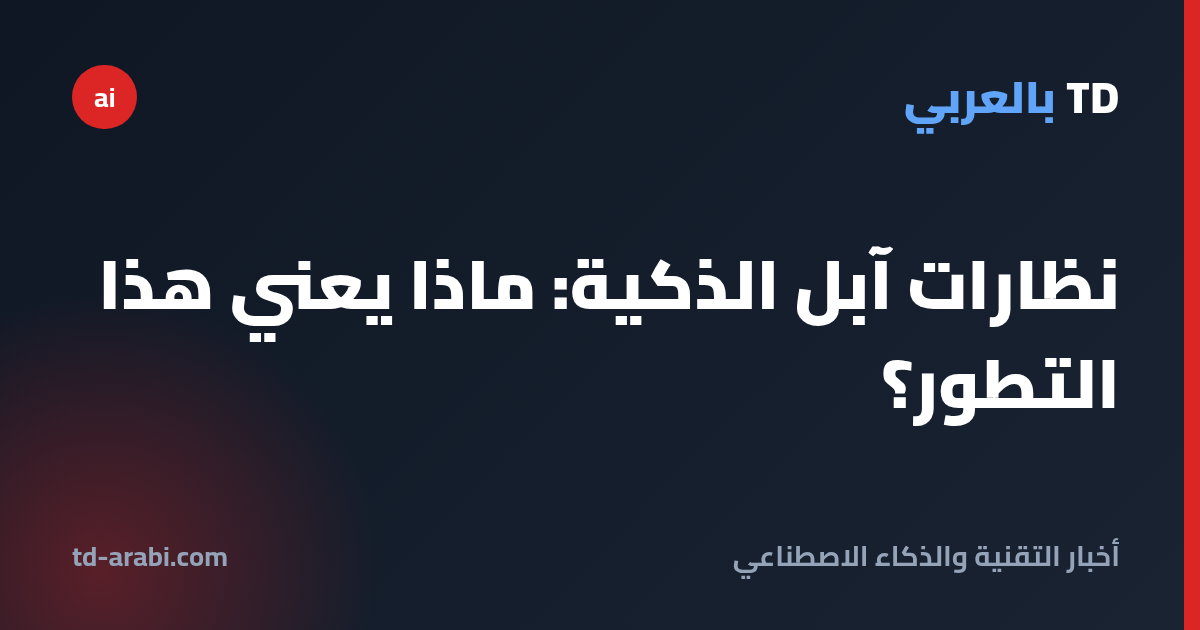 TD بالعربي
ai
نظارات آبل الذكية: ماذا يعني هذا
التطور؟
أخبار التقنية والذكاء الاصطناعي
td-arabi.com